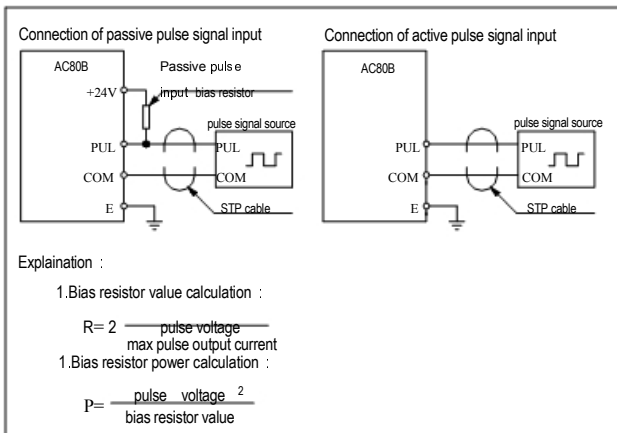 Connection of passive pulse signal input
AC80B
Passive pulse
+24V
input bias resistor
pulse signal source
PUL
PUL
COM
COM
E
STP cable
Connection of active pulse signal input
AC80B
pulse signal source
PUL
PUL
COM
COM
E
STP cable
Explaination :
1.Bias resistor value calculation :
R= 2 pulse voltage
max pulse output current
1.Bias resistor power calculation :
P= pulse voltage 2
bias resistor value